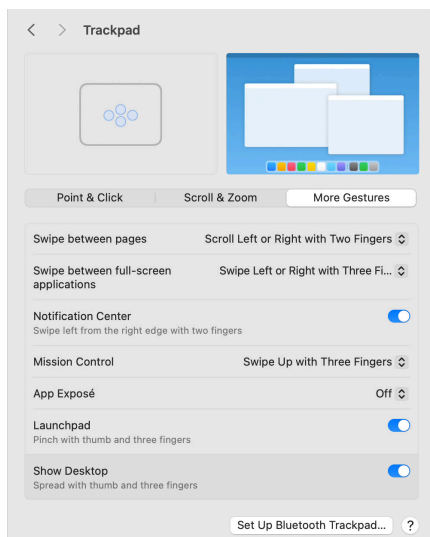 Trackpad
Point & Click
Scroll & Zoom
More Gestures
Swipe between pages
Scroll Left or Right with Two Fingers
Swipe between full-screen
applications
Swipe Left or Right with Three Fi...
Notification Center
Swipe left from the right edge with two fingers
Mission Control
Swipe Up with Three Fingers
App Exposé
Off
Launchpad
Pinch with thumb and three fingers
Show Desktop
Spread with thumb and three fingers
Set Up Bluetooth Trackpad...
?